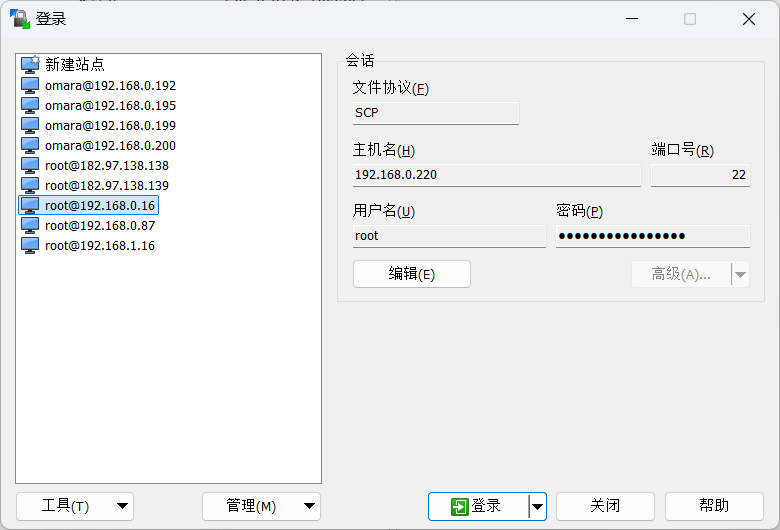 登录
新建站点
omara@192.168.0.192
omara@192.168.0.195
omara@192.168.0.199
omara@192.168.0.200
root@182.97.138.138
root@182.97.138.139
root@192.168.0.16
root@192.168.0.87
root@192.168.1.16
会话
文件协议(F)
SCP
主机名(H) 端口号(R)
192.168.0.220 22
用户名(U) 密码(P)
root ●●●●●●●●●●●●●●●●
编辑(E) 高级(A)...
工具(T) 管理(M) 登录 关闭 帮助